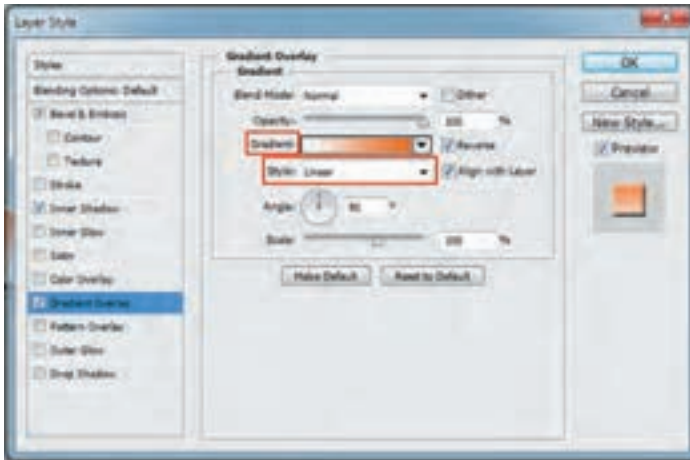 Layer Style
Styles
Blending Options: Default
Bevel & Emboss
Contour
Texture
Stroke
Inner Shadow
Inner Glow
Satin
Color Overlay
Gradient Overlay
Pattern Overlay
Outer Glow
Drop Shadow
Gradient Overlay
Gradient
Blend Mode: Normal
Dither
Opacity: 100 %
Gradient: Reverse
Style: Linear
Align with Layer
Angle: 90 °
Scale: 100 %
Make Default
Reset to Default
OK
Cancel
New Style...
Preview